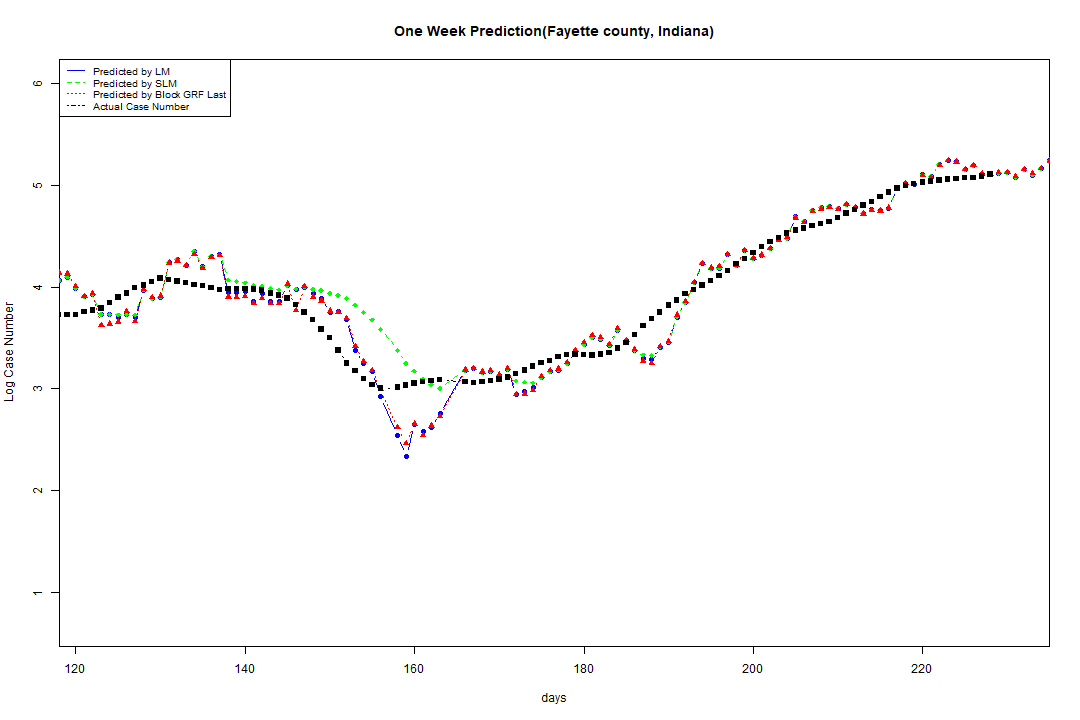 One Week Prediction(Fayette county, Indiana)
Predicted by LM
Predicted by SLM
Predicted by Block GRF Last
Actual Case Number
6
5
4
3
2
1
Log Case Number
120 140 160 180 200 220
days